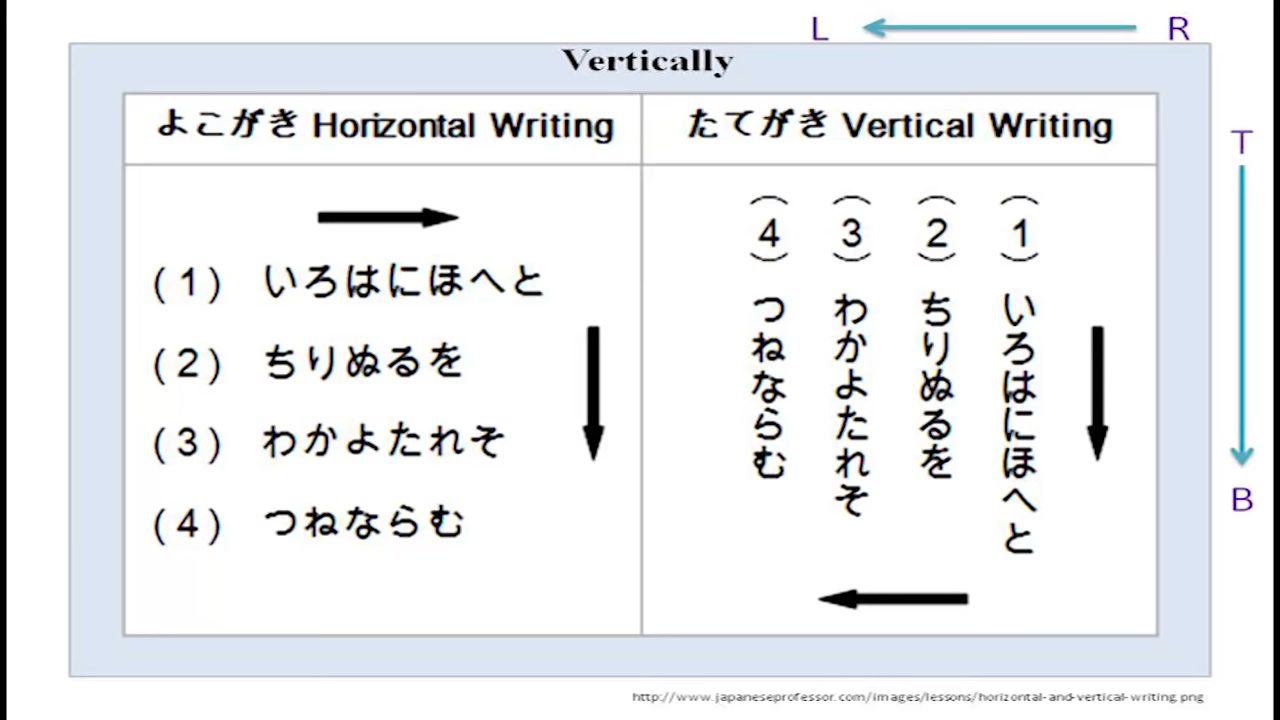 L R
Vertically
よこがき Horizontal Writing
たてがき Vertical Writing
(1) いろはにほへと
(2) ちりぬるを
(3) わかよたれそ
(4) つねならむ
(1) いろはにほへと
(2) ちりぬるを
(3) わかよたれそ
(4) つねならむ
T
B
http://www.japaneseprofessor.com/images/lessons/horizontal-and-vertical-writing.png